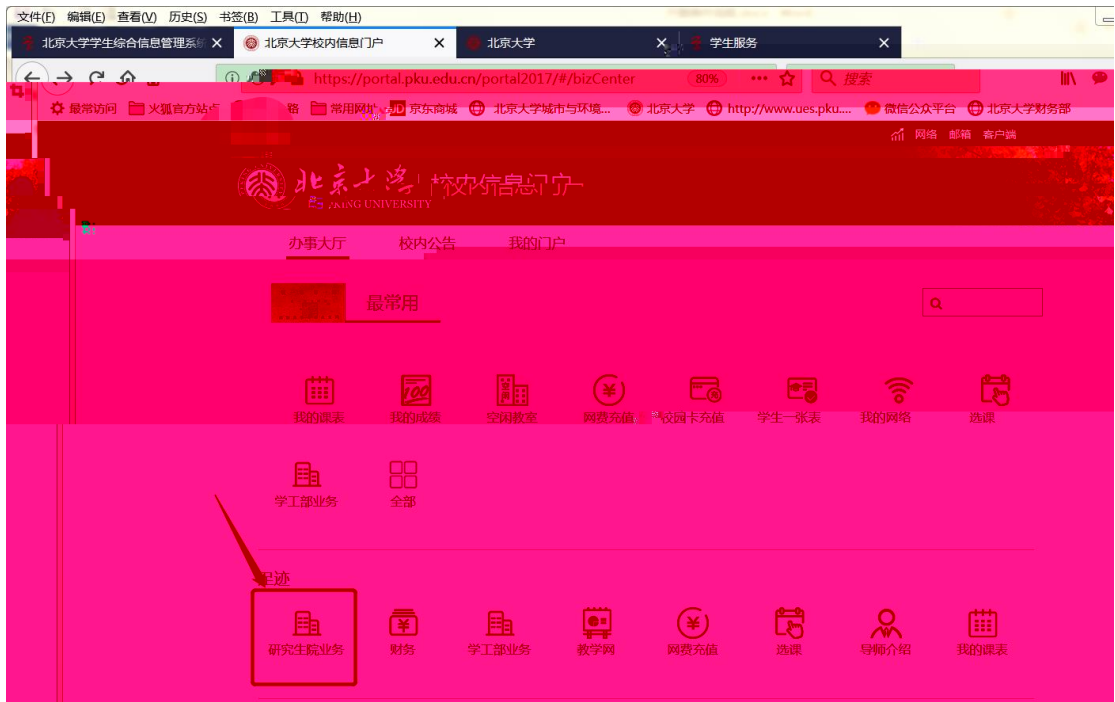 文件(F) 编辑(E) 查看(V) 历史(S) 书签(B) 工具(T) 帮助(H)
北京大学学生综合信息管理系统 北京大学校内信息门户 北京大学 学生服务
https://portal.pku.edu.cn/portal2017/#/bizCenter 80% 搜索
最常访问 火狐官方站点 常用网址 JD 京东商城 北京大学城市与环境... 北京大学 http://www.ues.pku.... 微信公众平台 北京大学财务部
网络 邮箱 客户端
北京大学 校内信息门户
PEKING UNIVERSITY
办事大厅 校内公告 我的门户
最常用
我的课表 我的成绩 空闲教室 网费充值 校园卡充值 学生一张表 我的网络 选课
学工部业务 全部
足迹
研究生院业务 财务 学工部业务 教学网 网费充值 选课 导师介绍 我的课表